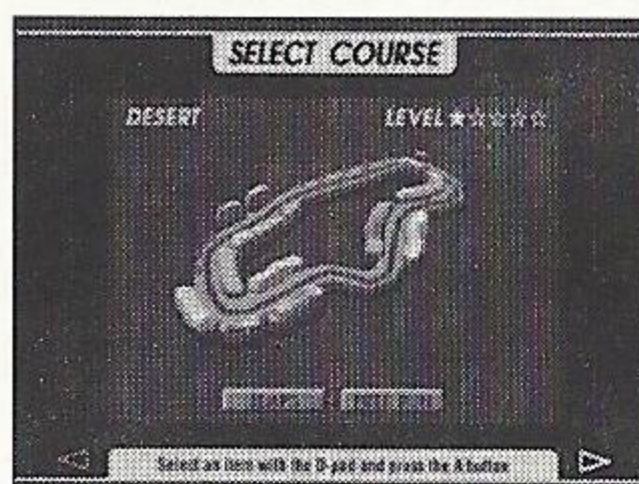 SELECT COURSE
DESERT
LEVEL ★☆☆☆☆
Select an item with the D-pad and press the A button